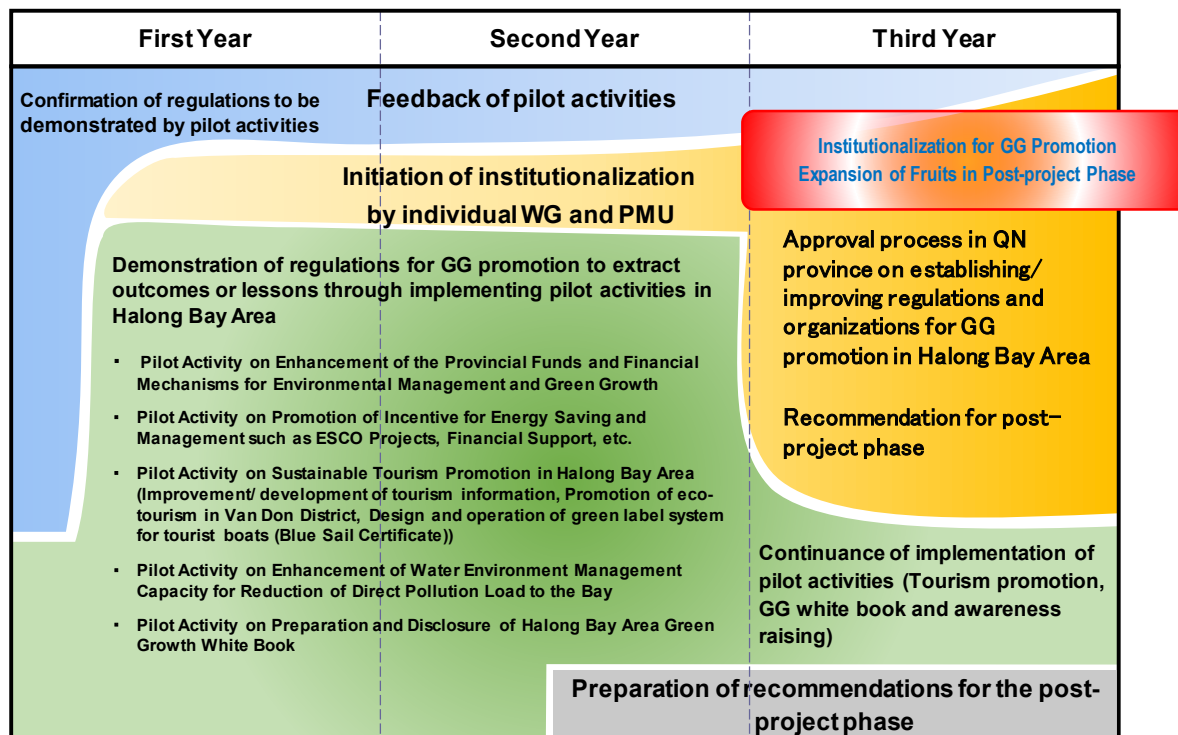 First Year
Second Year
Third Year
Confirmation of regulations to be
demonstrated by pilot activities
Feedback of pilot activities
Institutionalization for GG Promotion
Expansion of Fruits in Post-project Phase
Initiation of institutionalization
by individual WG and PMU
Approval process in QN
province on establishing/
improving regulations and
organizations for GG
promotion in Halong Bay Area
Recommendation for post-
project phase
Demonstration of regulations for GG promotion to extract
outcomes or lessons through implementing pilot activities in
Halong Bay Area
▪ Pilot Activity on Enhancement of the Provincial Funds and Financial
Mechanisms for Environmental Management and Green Growth
▪ Pilot Activity on Promotion of Incentive for Energy Saving and
Management such as ESCO Projects, Financial Support, etc.
▪ Pilot Activity on Sustainable Tourism Promotion in Halong Bay Area
(Improvement/ development of tourism information, Promotion of eco-
tourism in Van Don District, Design and operation of green label system
for tourist boats (Blue Sail Certificate))
▪ Pilot Activity on Enhancement of Water Environment Management
Capacity for Reduction of Direct Pollution Load to the Bay
▪ Pilot Activity on Preparation and Disclosure of Halong Bay Area Green
Growth White Book
Continuance of implementation of
pilot activities (Tourism promotion,
GG white book and awareness
raising)
Preparation of recommendations for the post-
project phase